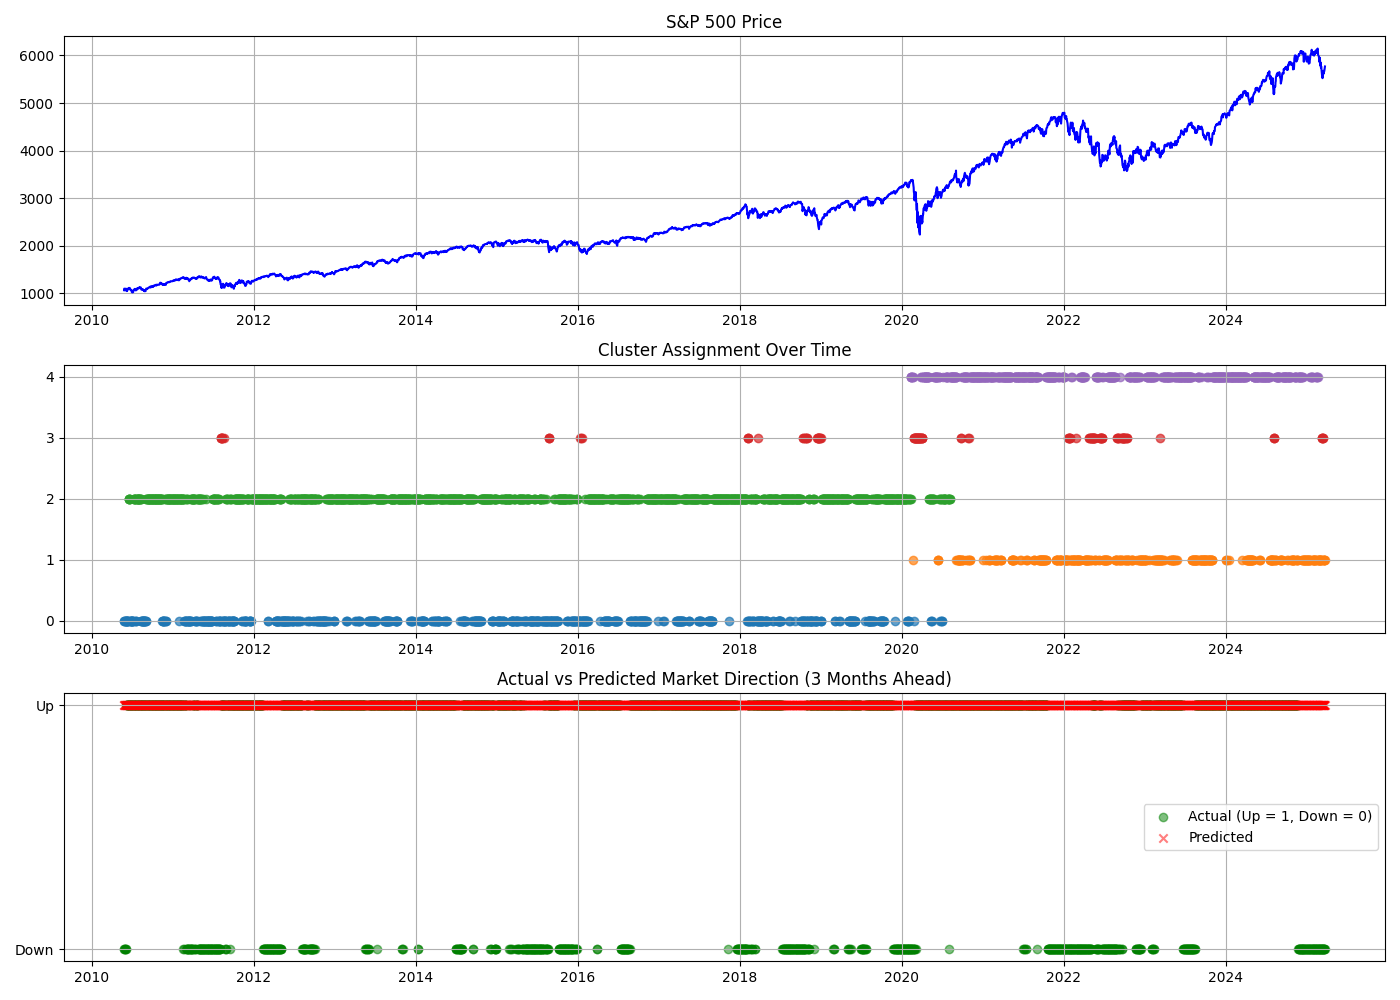 S&P 500 Price
6000
5000
4000
3000
2000
1000
2010 2012 2014 2016 2018 2020 2022 2024
Cluster Assignment Over Time
4
3
2
1
0
2010 2012 2014 2016 2018 2020 2022 2024
Actual vs Predicted Market Direction (3 Months Ahead)
Up
Actual (Up = 1, Down = 0)
Predicted
Down
2010 2012 2014 2016 2018 2020 2022 2024